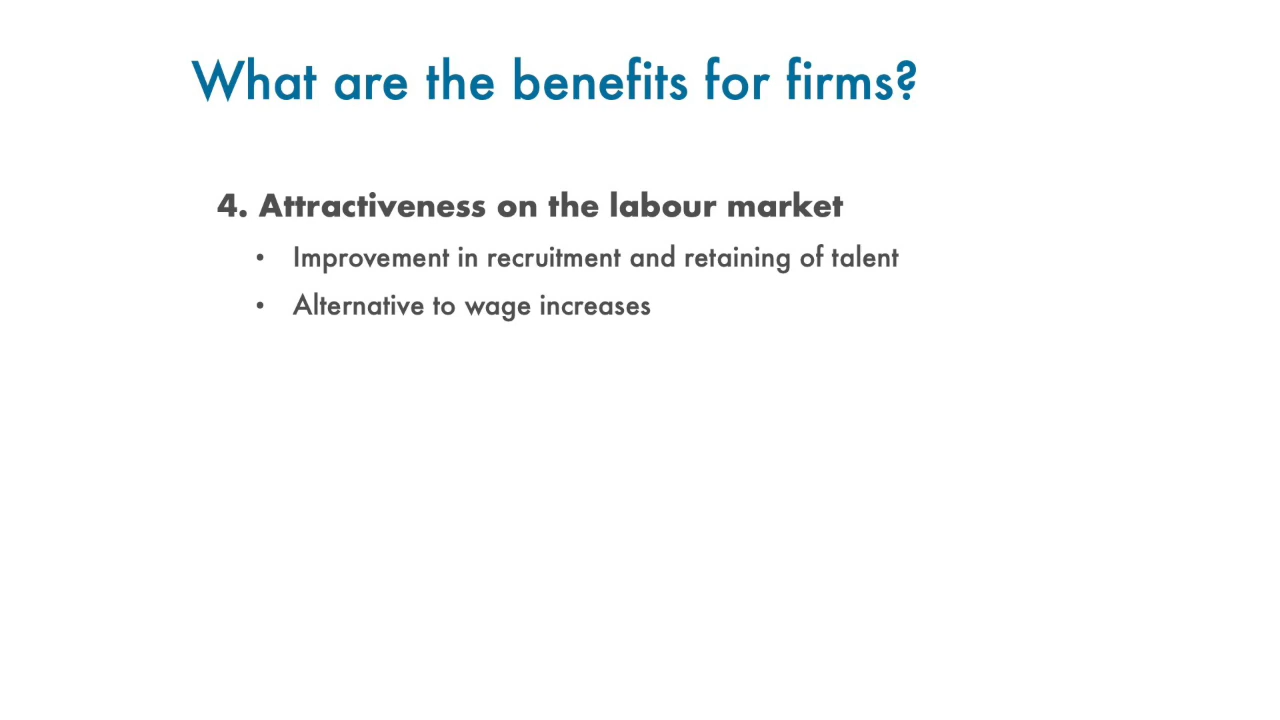 What are the benefits for firms?
4. Attractiveness on the labour market
• Improvement in recruitment and retaining of talent
• Alternative to wage increases